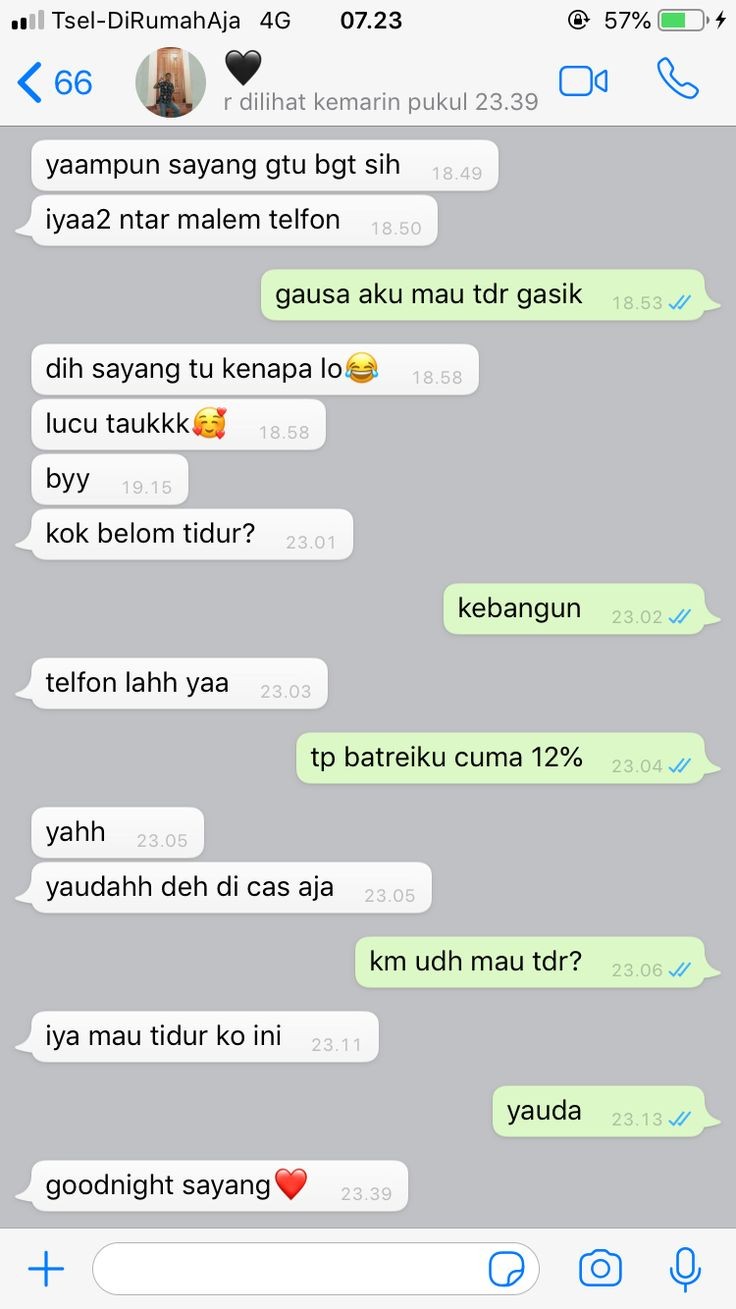 Tsel-DiRumahAja 4G 07.23 57%
66 🖤
r dilihat kemarin pukul 23.39
yaampun sayang gtu bgt sih 18.49
iyaa2 ntar malem telfon 18.50
gausa aku mau tdr gasik 18.53
dih sayang tu kenapa lo😂 18.58
lucu taukkk🥰 18.58
byy 19.15
kok belom tidur? 23.01
kebangun 23.02
telfon lahh yaa 23.03
tp batreiku cuma 12% 23.04
yahh 23.05
yaudahh deh di cas aja 23.05
km udh mau tdr? 23.06
iya mau tidur ko ini 23.11
yauda 23.13
goodnight sayang❤️ 23.39